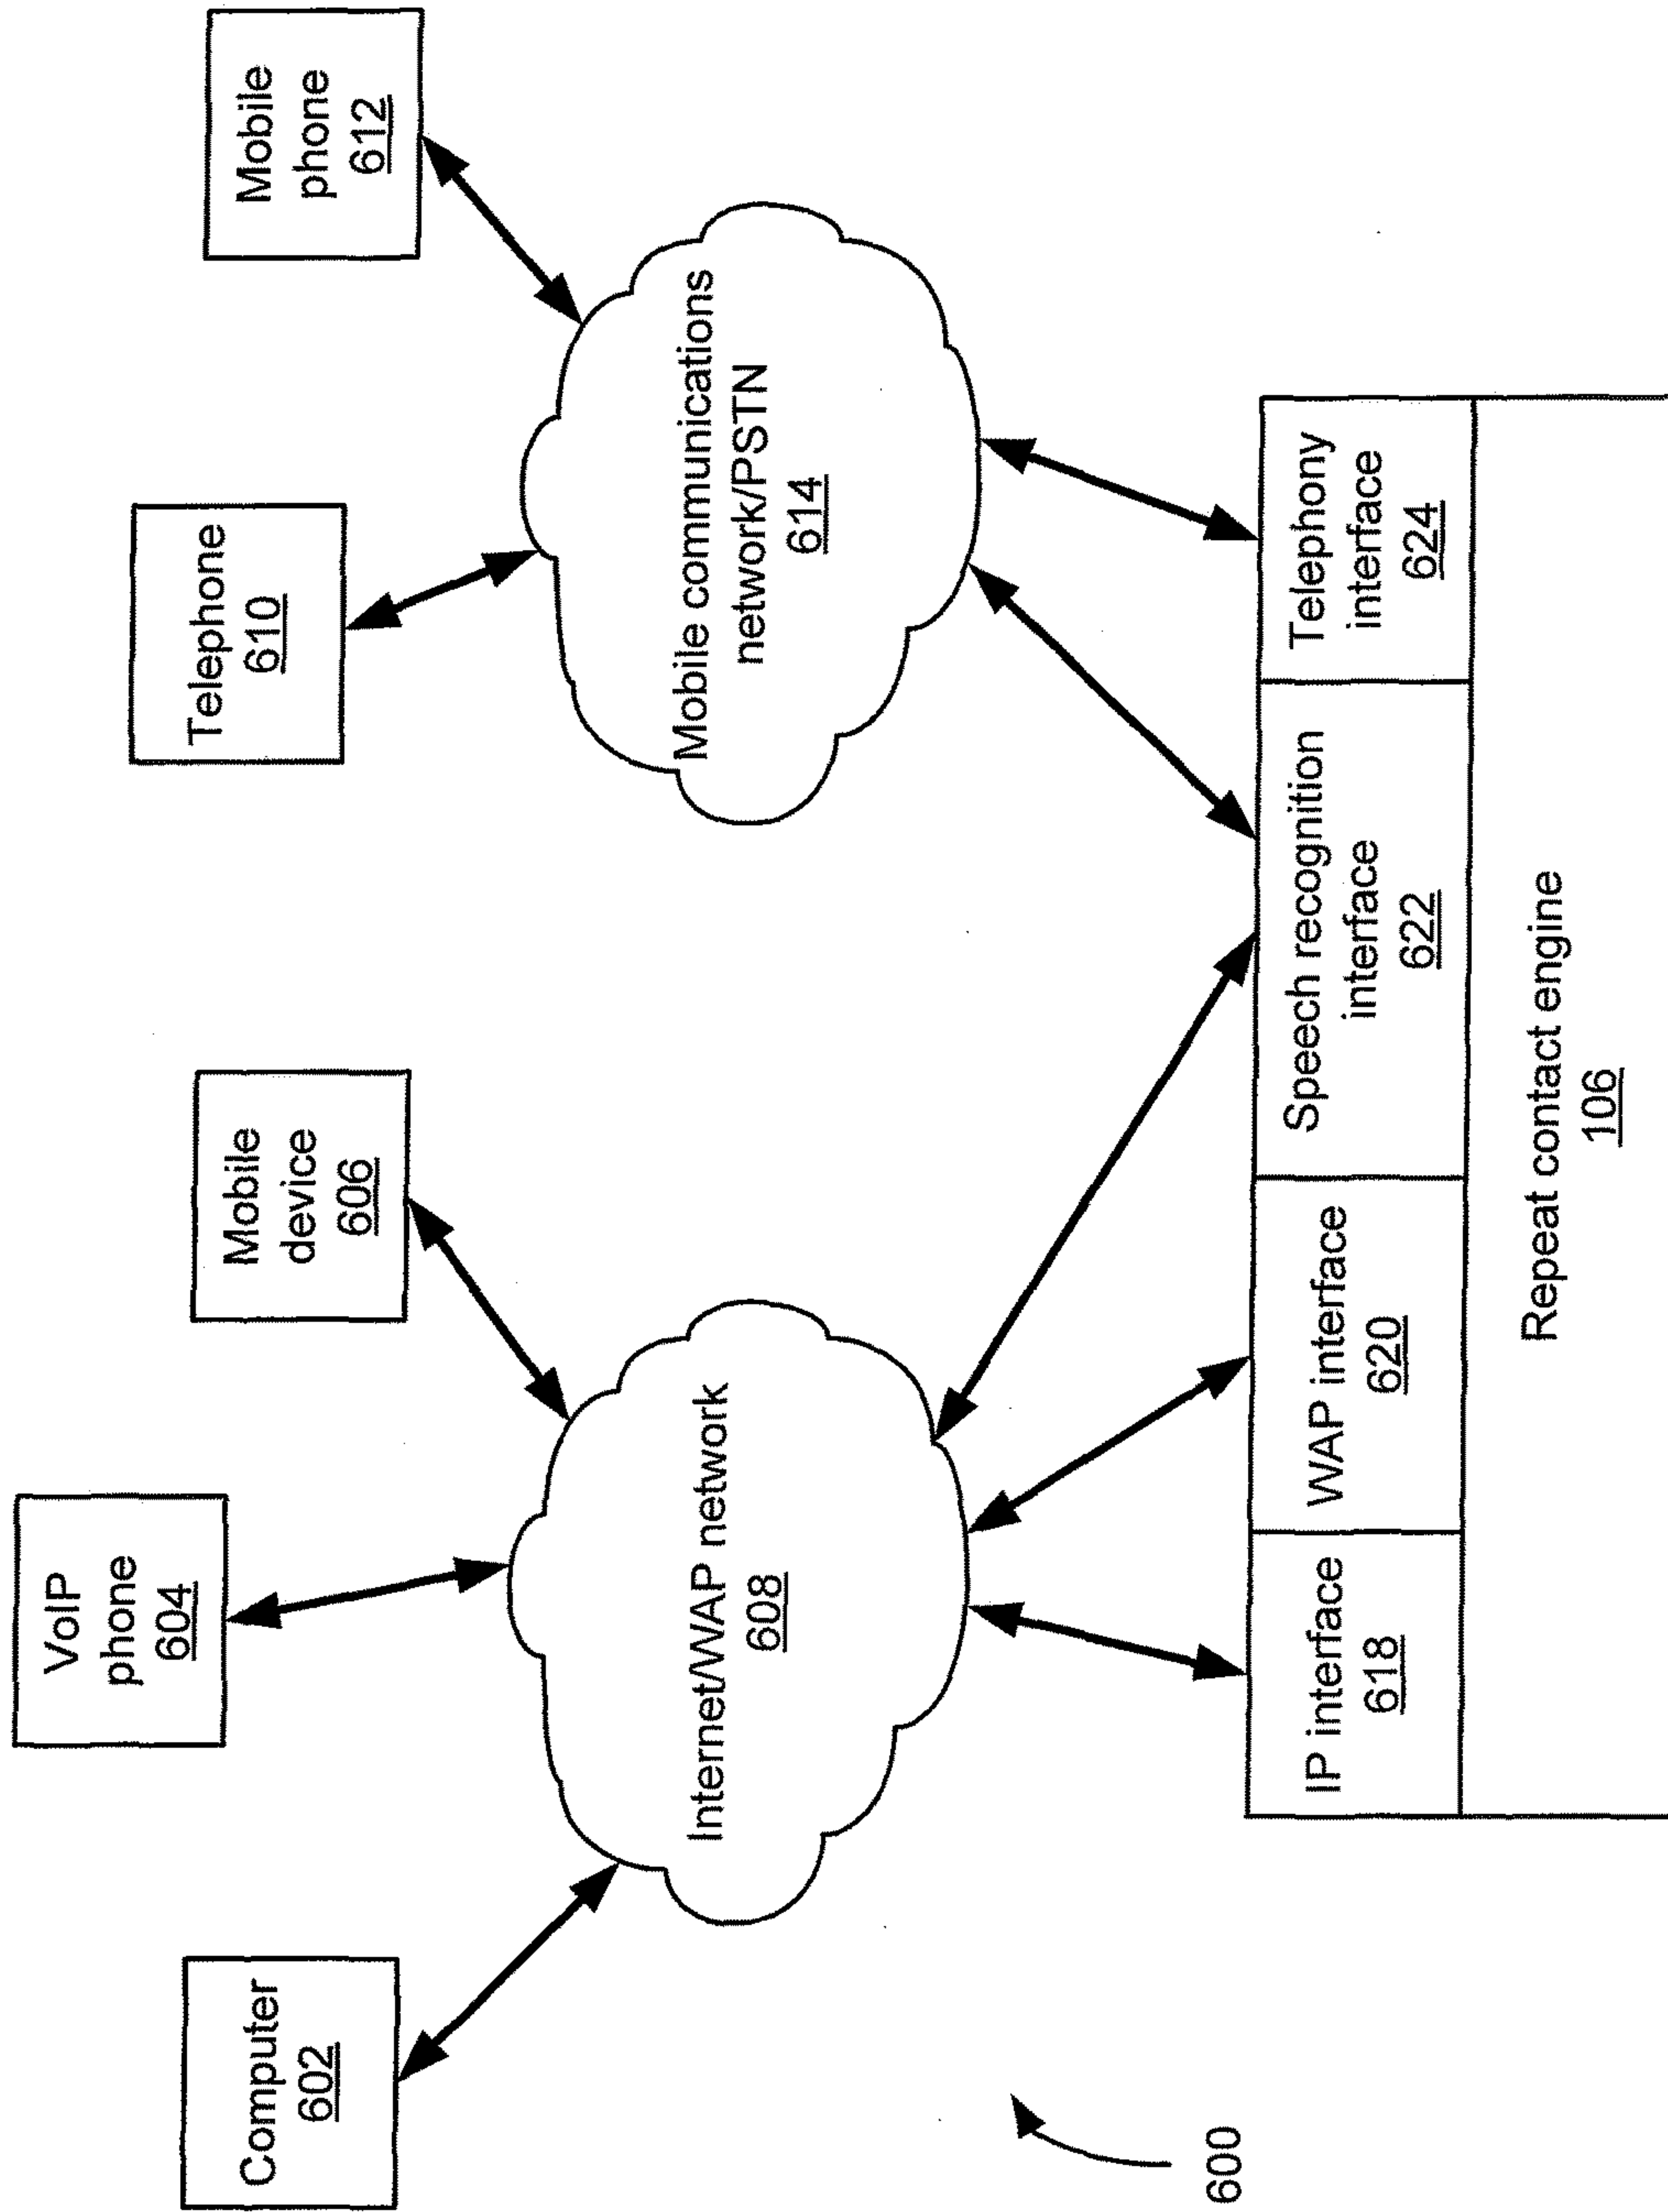 Computer
602
VoIP
phone
604
Mobile
device
606
Telephone
610
Mobile
phone
612
Internet/WAP network
608
Mobile communications
network/PSTN
614
IP interface
618
WAP interface
620
Speech recognition
interface
622
Telephony
interface
624
Repeat contact engine
106
600